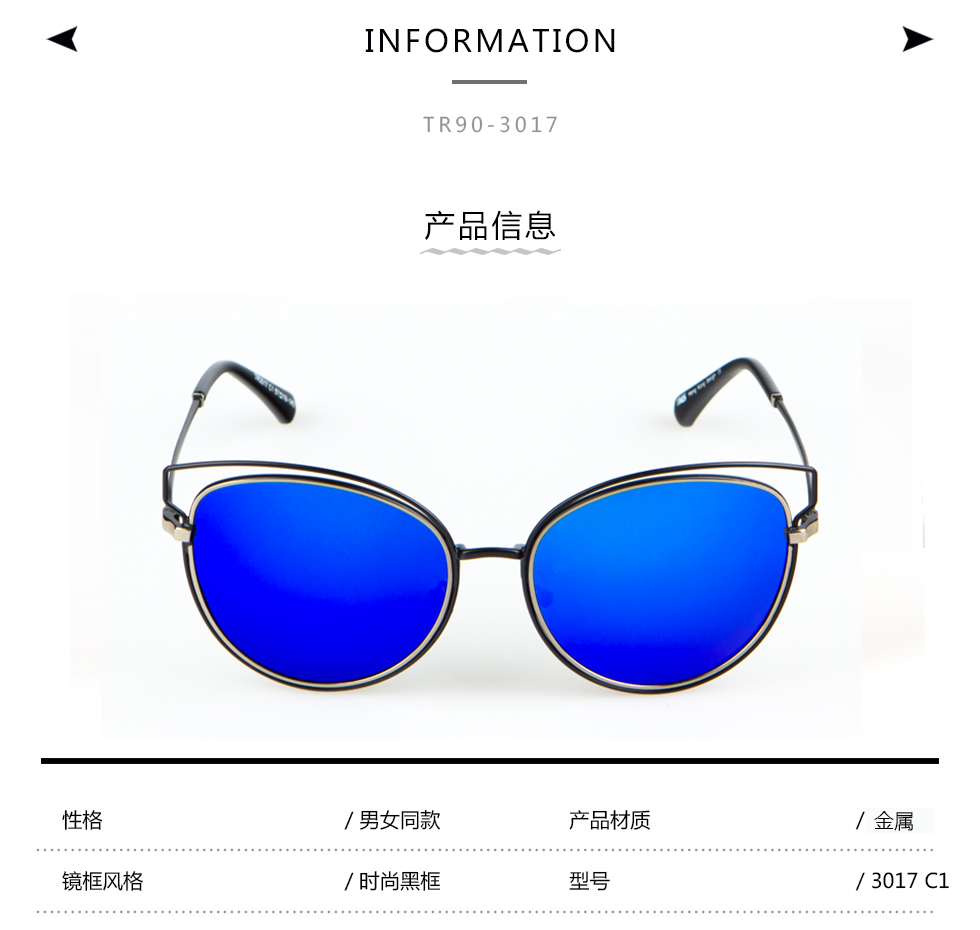 INFORMATION
TR90-3017
产品信息
性格 / 男女同款 产品材质 / 金属
镜框风格 / 时尚黑框 型号 / 3017 C1